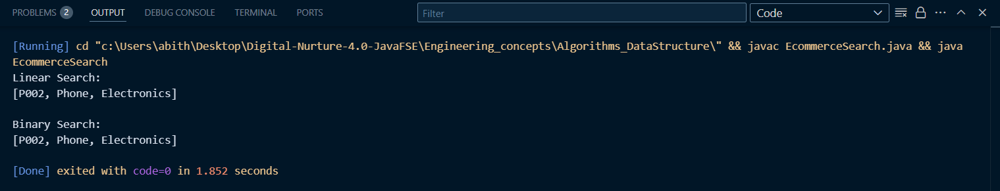 PROBLEMS 2 OUTPUT DEBUG CONSOLE TERMINAL PORTS Filter Code
[Running] cd "c:\Users\abith\Desktop\Digital-Nurture-4.0-JavaFSE\Engineering_concepts\Algorithms_DataStructure\" && javac EcommerceSearch.java && java
EcommerceSearch
Linear Search:
[P002, Phone, Electronics]
Binary Search:
[P002, Phone, Electronics]
[Done] exited with code=0 in 1.852 seconds